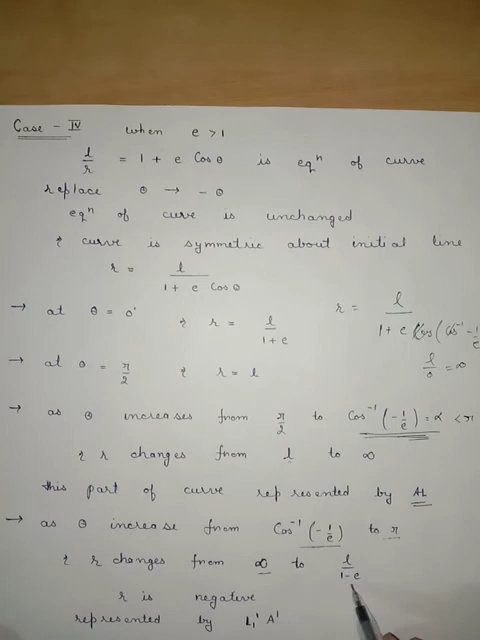 Case - IV when e > 1
l/r = 1 + e Cosθ is eqⁿ of curve
replace θ → - θ
eqⁿ of curve is unchanged
& curve is symmetric about initial line
r = l/(1 + e Cosθ)
→ at θ = 0° & r = l/(1 + e)
r = l/(1 + e Cos(Cos⁻¹ -1/e
→ at θ = π/2 & r = l
l/0 = ∞
→ as θ increases from π/2 to Cos⁻¹(-1/e) = α < π
& r changes from l to ∞
this part of curve represented by AL
→ as θ increase from Cos⁻¹(-1/e) to π
& r changes from ∞ to l/(1-e)
r is negative
represented by L₁' A'